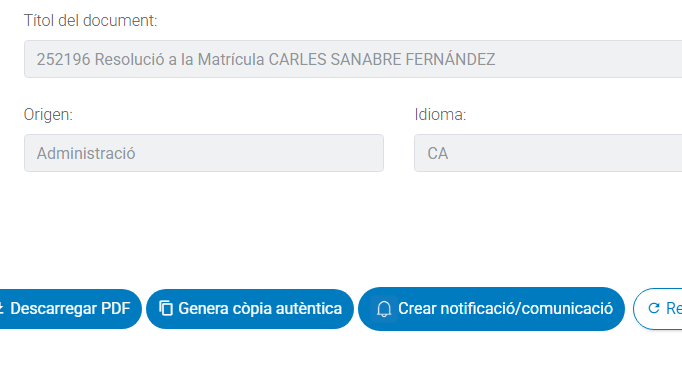 Títol del document:
252196 Resolució a la Matrícula CARLES SANABRE FERNÁNDEZ
Origen:
Idioma:
Administració
CA
Descarregar PDF
Genera còpia autèntica
Crear notificació/comunicació